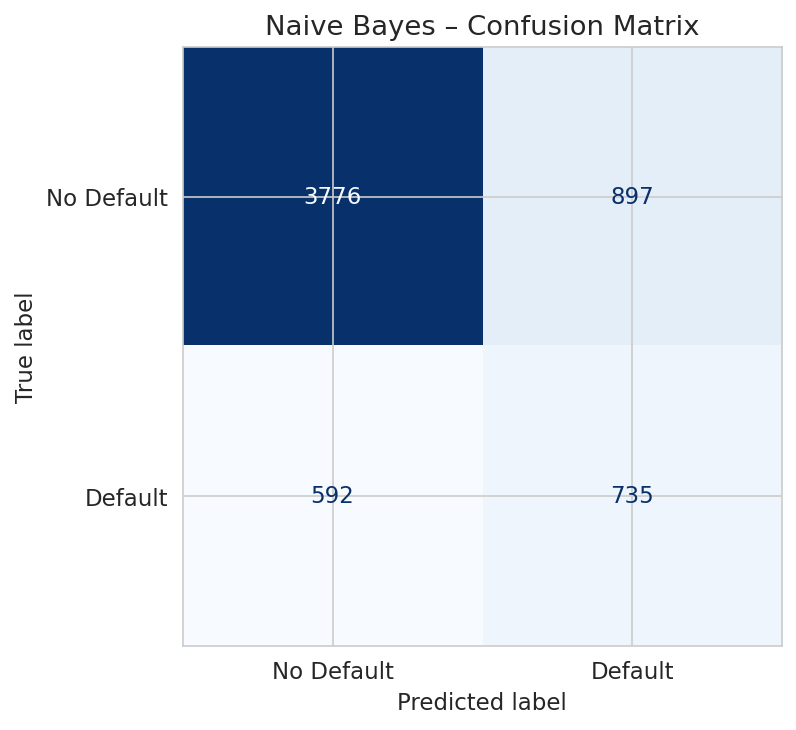 Naive Bayes – Confusion Matrix
No Default
3776
897
True label
Default
592
735
No Default
Default
Predicted label